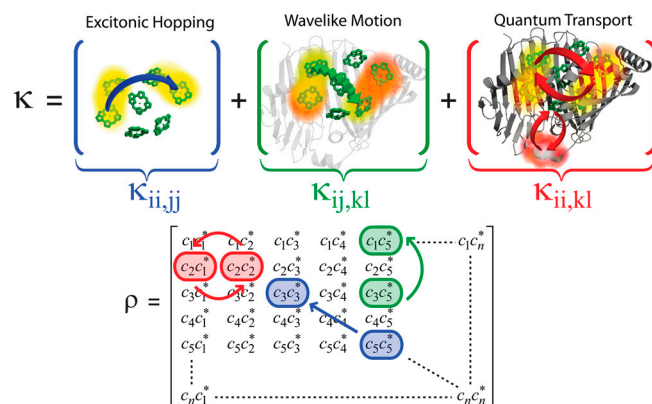 Excitonic Hopping Wavelike Motion Quantum Transport
κ = + +
κii,jj κij,kl κii,kl
c₁c₁* c₁c₂* c₁c₃* c₁c₄* c₁c₅* c₁cₙ*
c₂c₁* c₂c₂* c₂c₃* c₂c₄* c₂c₅*
ρ = c₃c₁* c₃c₂* c₃c₃* c₃c₄* c₃c₅*
c₄c₁* c₄c₂* c₄c₃* c₄c₄* c₄c₅*
c₅c₁* c₅c₂* c₅c₃* c₅c₄* c₅c₅*
cₙc₁* cₙcₙ*